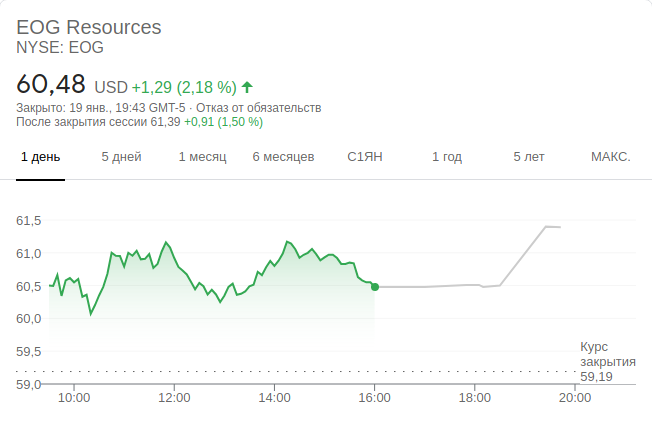 EOG Resources
NYSE: EOG
60,48 USD +1,29 (2,18 %)
Закрыто: 19 янв., 19:43 GMT-5 · Отказ от обязательств
После закрытия сессии 61,39 +0,91 (1,50 %)
1 день 5 дней 1 месяц 6 месяцев С1ЯН 1 год 5 лет МАКС.
61,5
61,0
60,5
60,0
59,5
Курс
закрытия
59,19
59,0
10:00 12:00 14:00 16:00 18:00 20:00